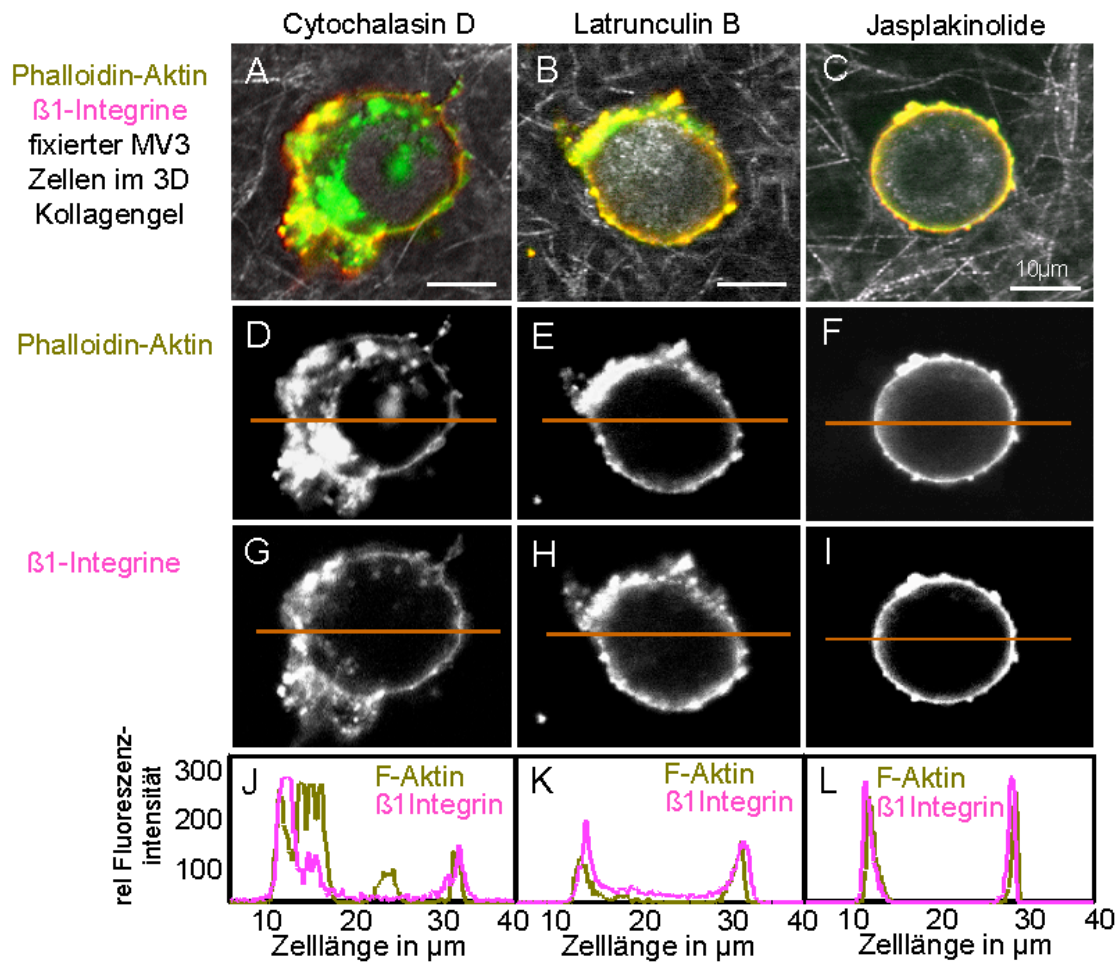 Cytochalasin D
Latrunculin B
Jasplakinolide
Phalloidin-Aktin
ß1-Integrine
fixierter MV3
Zellen im 3D
Kollagengel
A
B
C
10µm
Phalloidin-Aktin
D
E
F
ß1-Integrine
G
H
I
rel Fluoreszenz-
intensität
300
200
100
J
F-Aktin
ß1Integrin
K
F-Aktin
ß1Integrin
L
F-Aktin
ß1Integrin
10 20 30 40
10 20 30 40
10 20 30 40
Zelllänge in µm
Zelllänge in µm
Zelllänge in µm